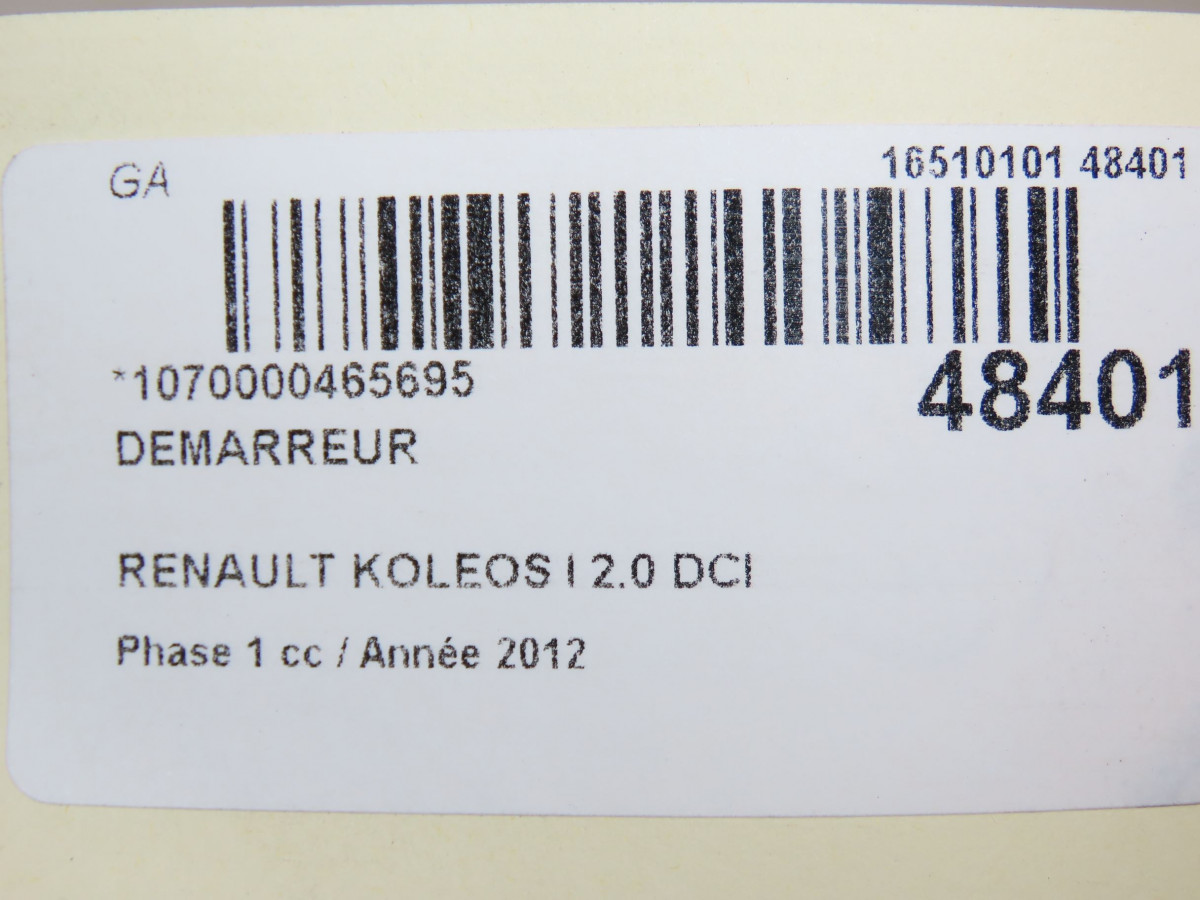 GA
16510101 48401
*1070000465695
48401
DEMARREUR
RENAULT KOLEOS I 2.0 DCI
Phase 1 cc / Année 2012